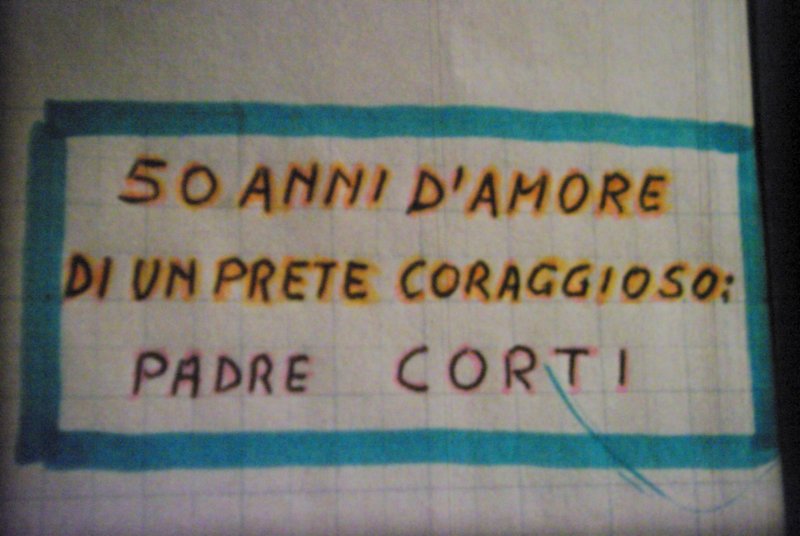 50 ANNI D'AMORE
DI UN PRETE CORAGGIOSO:
PADRE CORTI